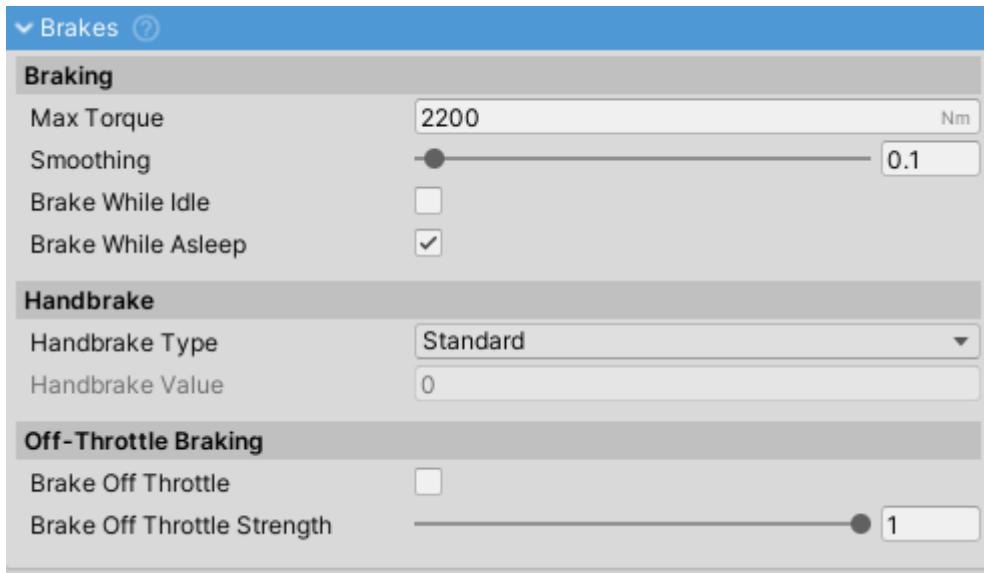 Brakes ?
Braking
Max Torque 2200 Nm
Smoothing 0.1
Brake While Idle
Brake While Asleep
Handbrake
Handbrake Type Standard
Handbrake Value 0
Off-Throttle Braking
Brake Off Throttle
Brake Off Throttle Strength 1